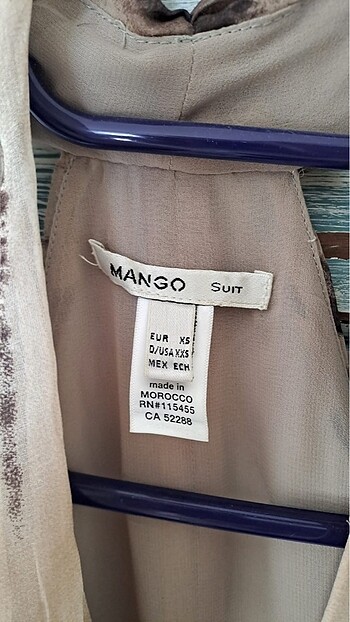 MANGO SUIT
EUR XS
D/USA XXS
MEX ECH
made in
MOROCCO
RN#115455
CA 52288